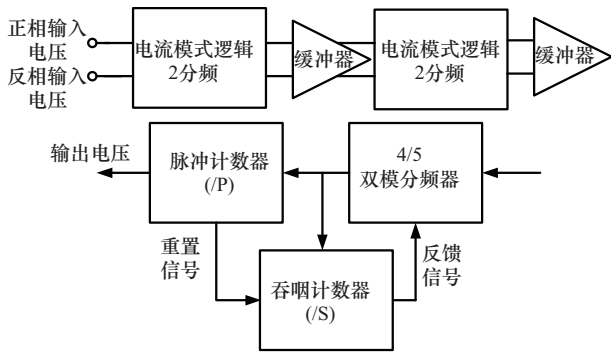 正相输入
电压
反相输入
电压
电流模式逻辑
2分频
缓冲器
电流模式逻辑
2分频
缓冲器
输出电压
脉冲计数器
(/P)
4/5
双模分频器
重置
信号
反馈
信号
吞咽计数器
(/S)